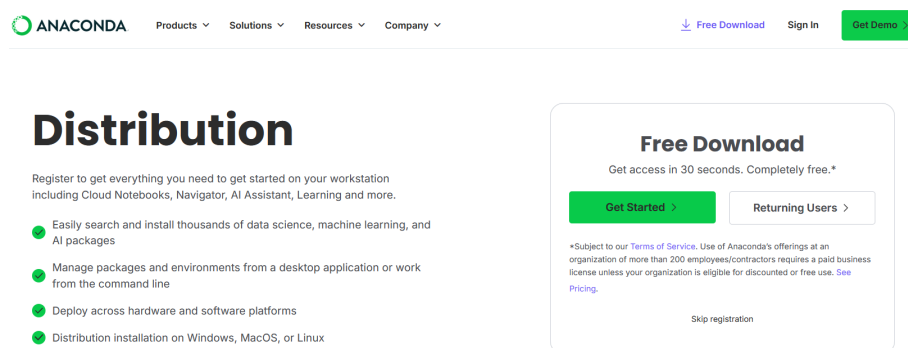 ANACONDA
Products
Solutions
Resources
Company
Free Download
Sign In
Get Demo
Distribution
Register to get everything you need to get started on your workstation
including Cloud Notebooks, Navigator, AI Assistant, Learning and more.
Easily search and install thousands of data science, machine learning, and
AI packages
Manage packages and environments from a desktop application or work
from the command line
Deploy across hardware and software platforms
Distribution installation on Windows, MacOS, or Linux
Free Download
Get access in 30 seconds. Completely free.*
Get Started
Returning Users
*Subject to our Terms of Service. Use of Anaconda's offerings at an
organization of more than 200 employees/contractors requires a paid business
license unless your organization is eligible for discounted or free use. See
Pricing.
Skip registration